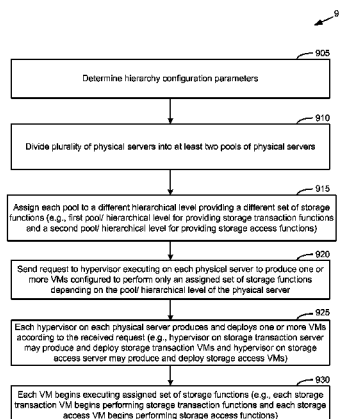 9
905
Determine hierarchy configuration parameters
910
Divide plurality of physical servers into at least two pools of physical servers
915
Assign each pool to a different hierarchical level providing a different set of storage
functions (e.g., first pool/ hierarchical level for providing storage transaction functions
and a second pool/ hierarchical level for providing storage access functions)
920
Send request to hypervisor executing on each physical server to produce one or
more VMs configured to perform only an assigned set of storage functions
depending on the pool/ hierarchical level of the physical server
925
Each hypervisor on each physical server produces and deploys one or more VMs
according to the received request (e.g., hypervisor on storage transaction server
may produce and deploy storage transaction VMs and hypervisor on storage
access server may produce and deploy storage access VMs)
930
Each VM begins executing assigned set of storage functions (e.g., each storage
transaction VM begins performing storage transaction functions and each storage
access VM begins performing storage access functions)